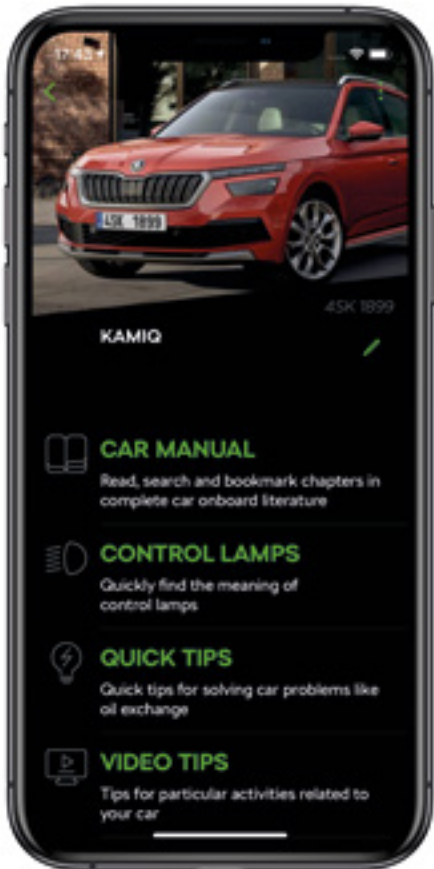 17:43
4SK 1899
4SK 1899
KAMIQ
CAR MANUAL
Read, search and bookmark chapters in
complete car onboard literature
CONTROL LAMPS
Quickly find the meaning of
control lamps
QUICK TIPS
Quick tips for solving car problems like
oil exchange
VIDEO TIPS
Tips for particular activities related to
your car